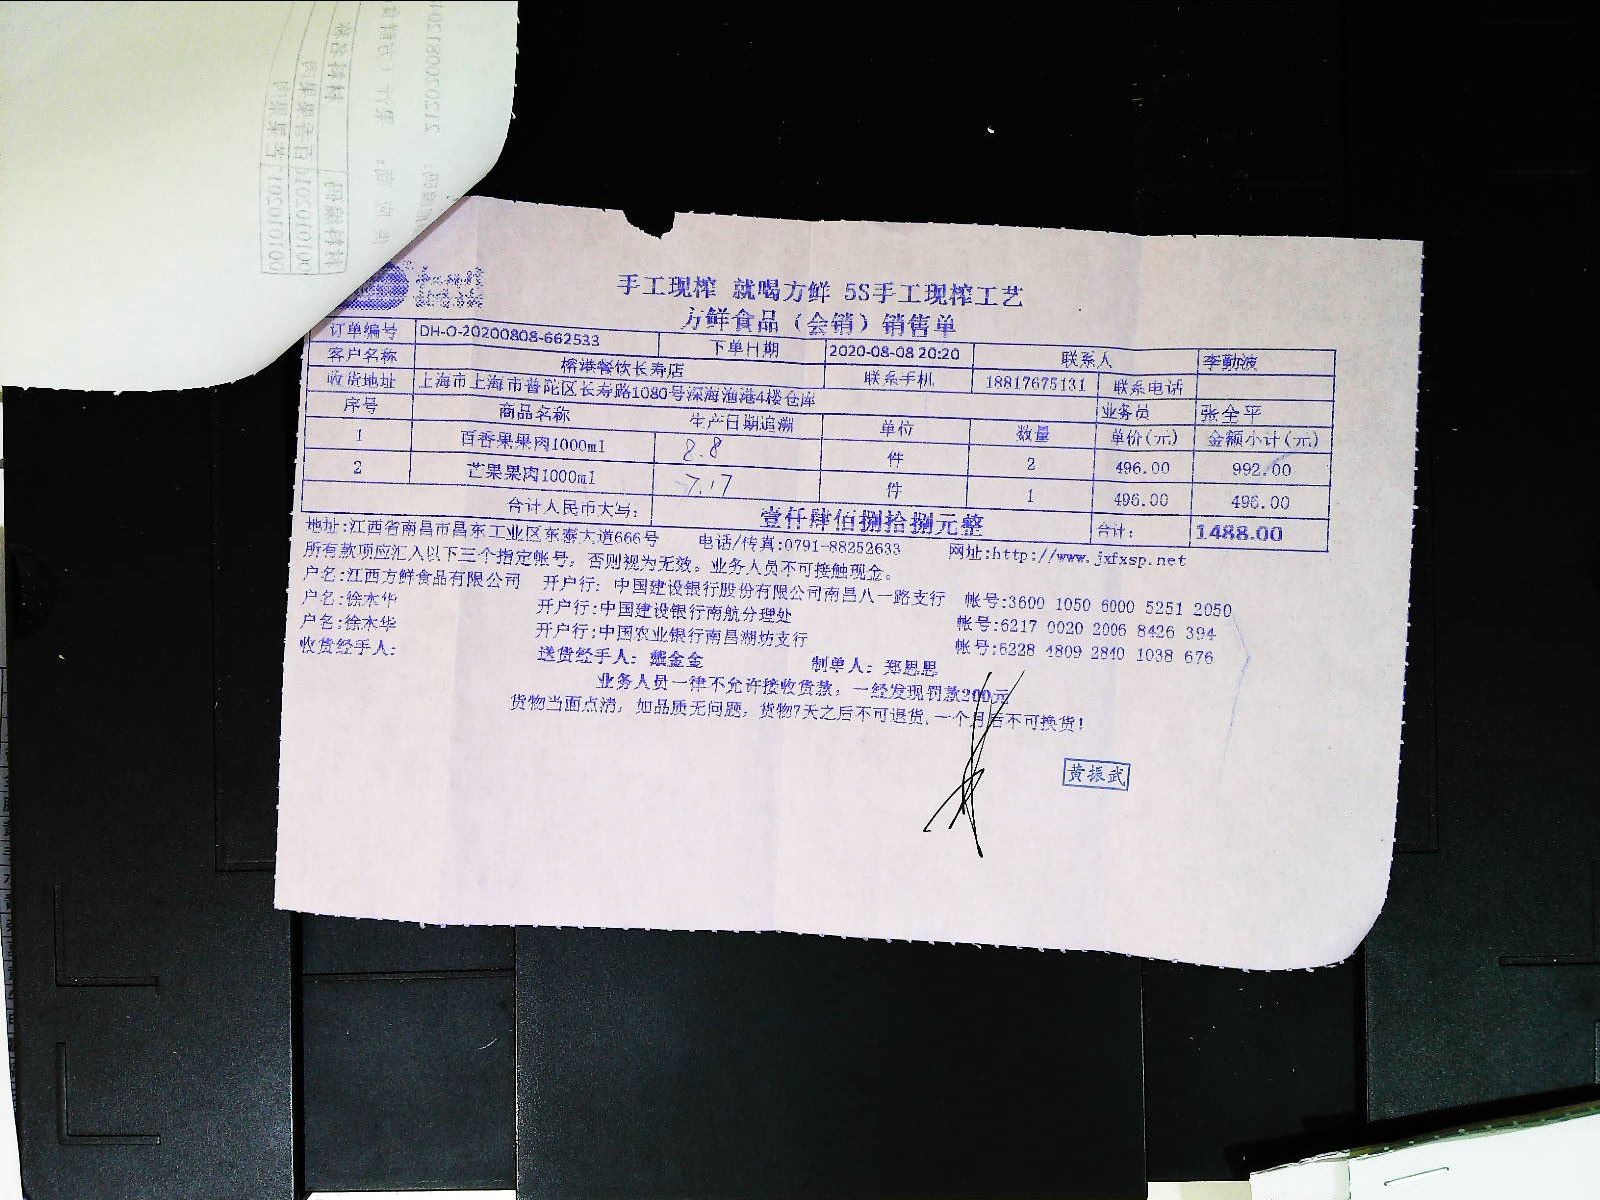 手工现榨 就喝方鲜 5S手工现榨工艺
方鲜食品（会销）销售单
订单编号 DH-O-20200808-662533 下单日期 2020-08-08 20:20 联系人 李勤波
客户名称 榕港餐饮长寿店 联系手机 18817675131 联系电话
收货地址 上海市上海市普陀区长寿路1080号深海渔港4楼仓库 业务员 张全平
序号 商品名称 生产日期追溯 单位 数量 单价(元) 金额小计(元)
1 百香果果肉1000ml 8.8 件 2 496.00 992.00
2 芒果果肉1000ml 7.17 件 1 496.00 496.00
合计人民币大写: 壹仟肆佰捌拾捌元整 合计: 1488.00
地址:江西省南昌市昌东工业区东泰大道666号 电话/传真:0791-88252633 网址:http://www.jxfxsp.net
所有款项应汇入以下三个指定帐号，否则视为无效。业务人员不可接触现金。
户名:江西方鲜食品有限公司 开户行: 中国建设银行股份有限公司南昌八一路支行 帐号:3600 1050 6000 5251 2050
户名:徐水华 开户行:中国建设银行南航分理处 帐号:6217 0020 2006 8426 394
户名:徐水华 开户行:中国农业银行南昌湖坊支行 帐号:6228 4809 2840 1038 676
收货经手人: 送货经手人: 戴金金 制单人: 郑思思
业务人员一律不允许接收货款，一经发现罚款200元
货物当面点清，如品质无问题，货物7天之后不可退货,一个月后不可换货!
黄振武